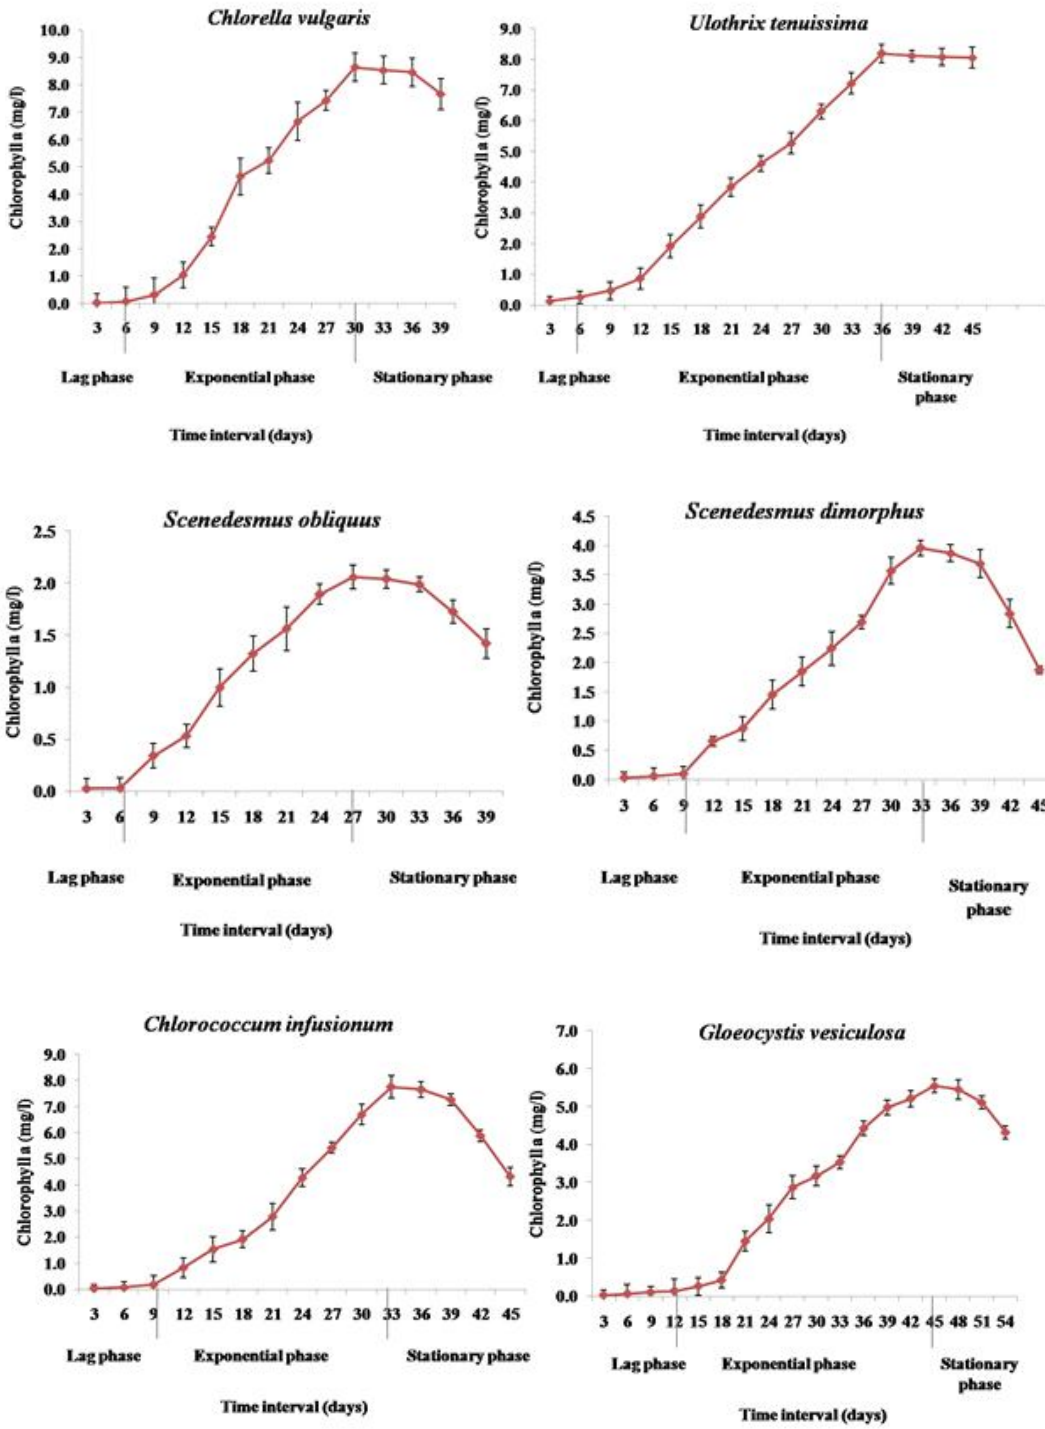 Chlorella vulgaris
10.0
9.0
8.0
7.0
6.0
5.0
4.0
3.0
2.0
1.0
0.0
Chlorophyll a (mg/l)
3 6 9 12 15 18 21 24 27 30 33 36 39
Lag phase Exponential phase Stationary phase
Time interval (days)
Ulothrix tenuissima
9.0
8.0
7.0
6.0
5.0
4.0
3.0
2.0
1.0
0.0
Chlorophyll a (mg/l)
3 6 9 12 15 18 21 24 27 30 33 36 39 42 45
Lag phase Exponential phase Stationary
phase
Time interval (days)
Scenedesmus obliquus
2.5
2.0
1.5
1.0
0.5
0.0
Chlorophyll a (mg/l)
3 6 9 12 15 18 21 24 27 30 33 36 39
Lag phase Exponential phase Stationary phase
Time interval (days)
Scenedesmus dimorphus
4.5
4.0
3.5
3.0
2.5
2.0
1.5
1.0
0.5
0.0
Chlorophyll a (mg/l)
3 6 9 12 15 18 21 24 27 30 33 36 39 42 45
Lag phase Exponential phase Stationary
phase
Time interval (days)
Chlorococcum infusionum
9.0
8.0
7.0
6.0
5.0
4.0
3.0
2.0
1.0
0.0
Chlorophyll a (mg/l)
3 6 9 12 15 18 21 24 27 30 33 36 39 42 45
Lag phase Exponential phase Stationary phase
Time interval (days)
Gloeocystis vesiculosa
7.0
6.0
5.0
4.0
3.0
2.0
1.0
0.0
Chlorophyll a (mg/l)
3 6 9 12 15 18 21 24 27 30 33 36 39 42 45 48 51 54
Lag phase Exponential phase Stationary
phase
Time interval (days)